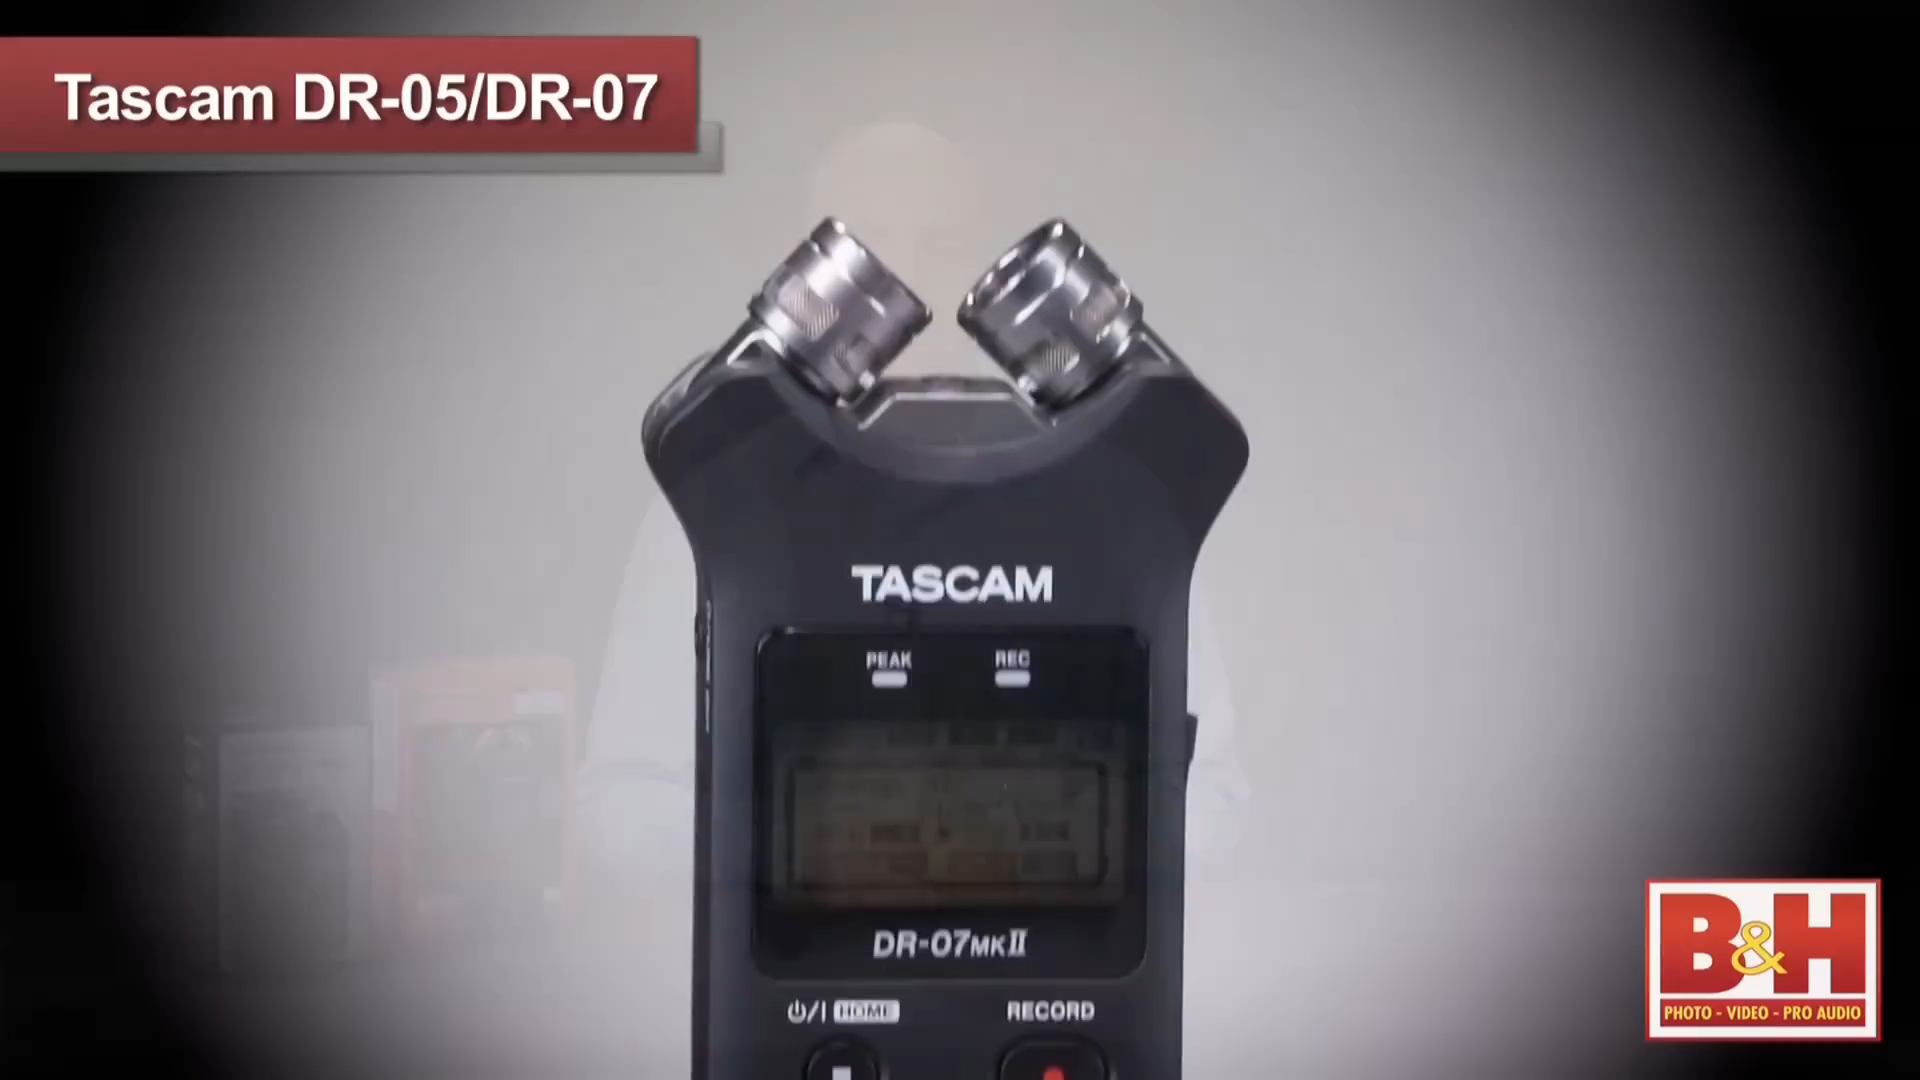 Tascam DR-05/DR-07
TASCAM
PEAK REC
DR-07MKII
⏻/| HOME RECORD
B&H
PHOTO - VIDEO - PRO AUDIO